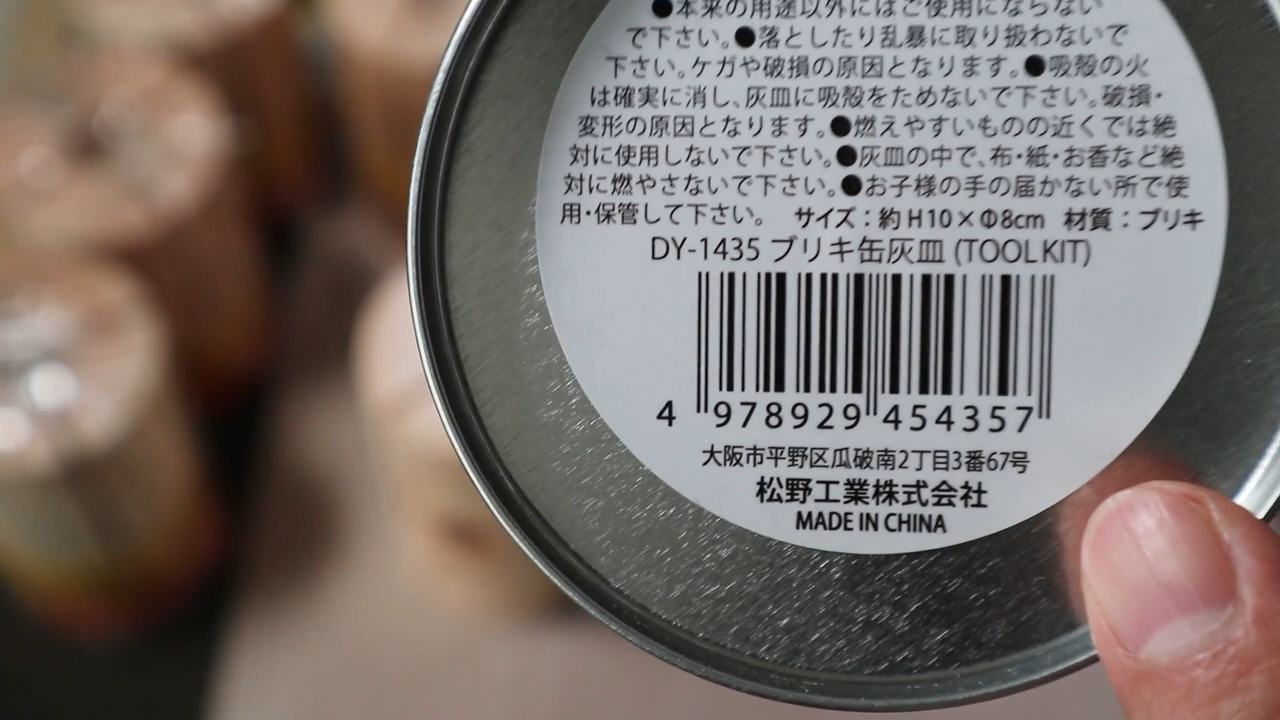 ●本来の用途以外にはご使用にならない
で下さい。●落としたり乱暴に取り扱わないで
下さい。ケガや破損の原因となります。●吸殻の火
は確実に消し、灰皿に吸殻をためないで下さい。破損・
変形の原因となります。●燃えやすいものの近くでは絶
対に使用しないで下さい。●灰皿の中で、布・紙・お香など絶
対に燃やさないで下さい。●お子様の手の届かない所で使
用・保管して下さい。 サイズ：約H10×Φ8cm 材質：ブリキ
DY-1435 ブリキ缶灰皿 (TOOL KIT)
4 978929 454357
大阪市平野区瓜破南2丁目3番67号
松野工業株式会社
MADE IN CHINA